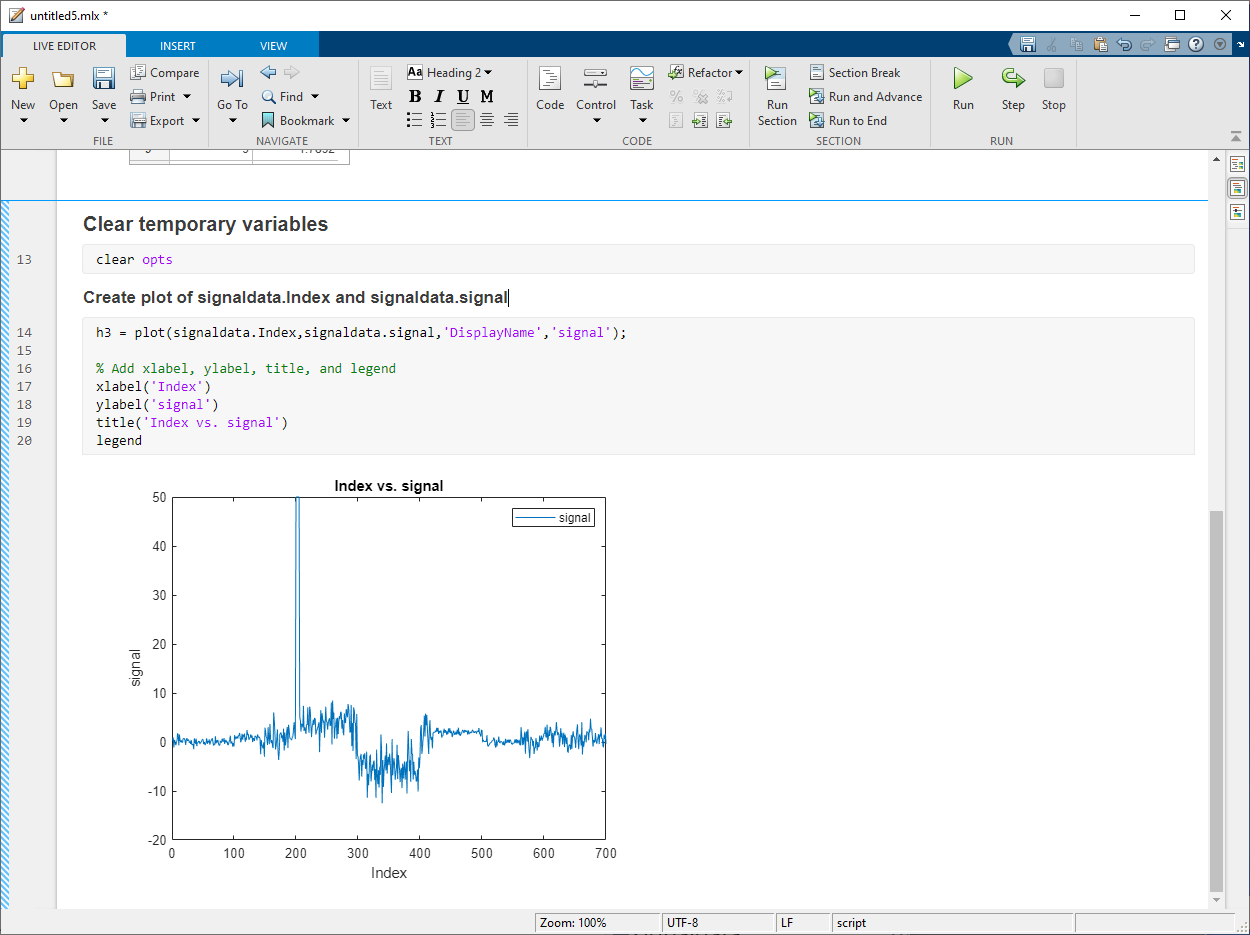 untitled5.mlx *
LIVE EDITOR INSERT VIEW
New
Open
Save
Compare
Print
Export
FILE
Go To
Find
Bookmark
NAVIGATE
Text
Aa Heading 2
B I U M
TEXT
Code
Control
Task
Refactor
CODE
Run
Section
Section Break
Run and Advance
Run to End
SECTION
Run
Step
Stop
RUN
Clear temporary variables
13 clear opts
Create plot of signaldata.Index and signaldata.signal
14 h3 = plot(signaldata.Index,signaldata.signal,'DisplayName','signal');
15
16 % Add xlabel, ylabel, title, and legend
17 xlabel('Index')
18 ylabel('signal')
19 title('Index vs. signal')
20 legend
Index vs. signal
signal
50
40
30
20
10
0
-10
-20
signal
0 100 200 300 400 500 600 700
Index
Zoom: 100% UTF-8 LF script